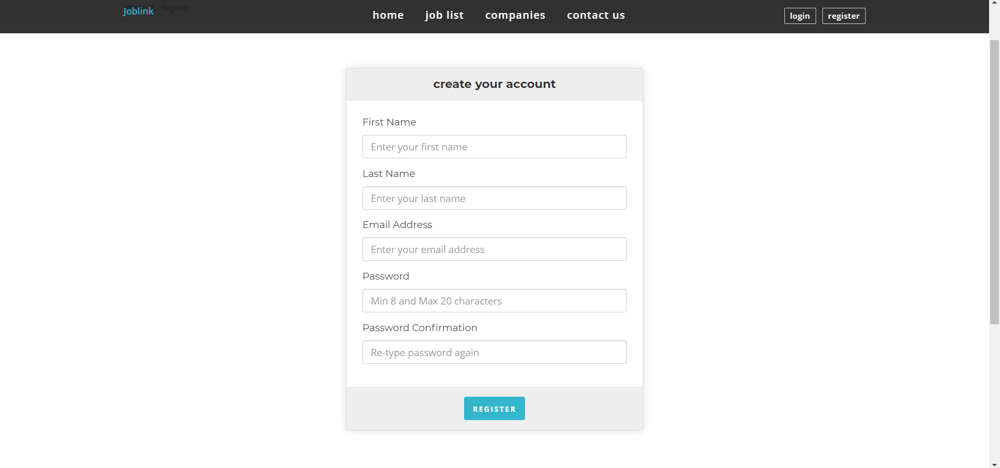 Home / Register
Joblink
home job list companies contact us
login register
create your account
First Name
Enter your first name
Last Name
Enter your last name
Email Address
Enter your email address
Password
Min 8 and Max 20 characters
Password Confirmation
Re-type password again
REGISTER